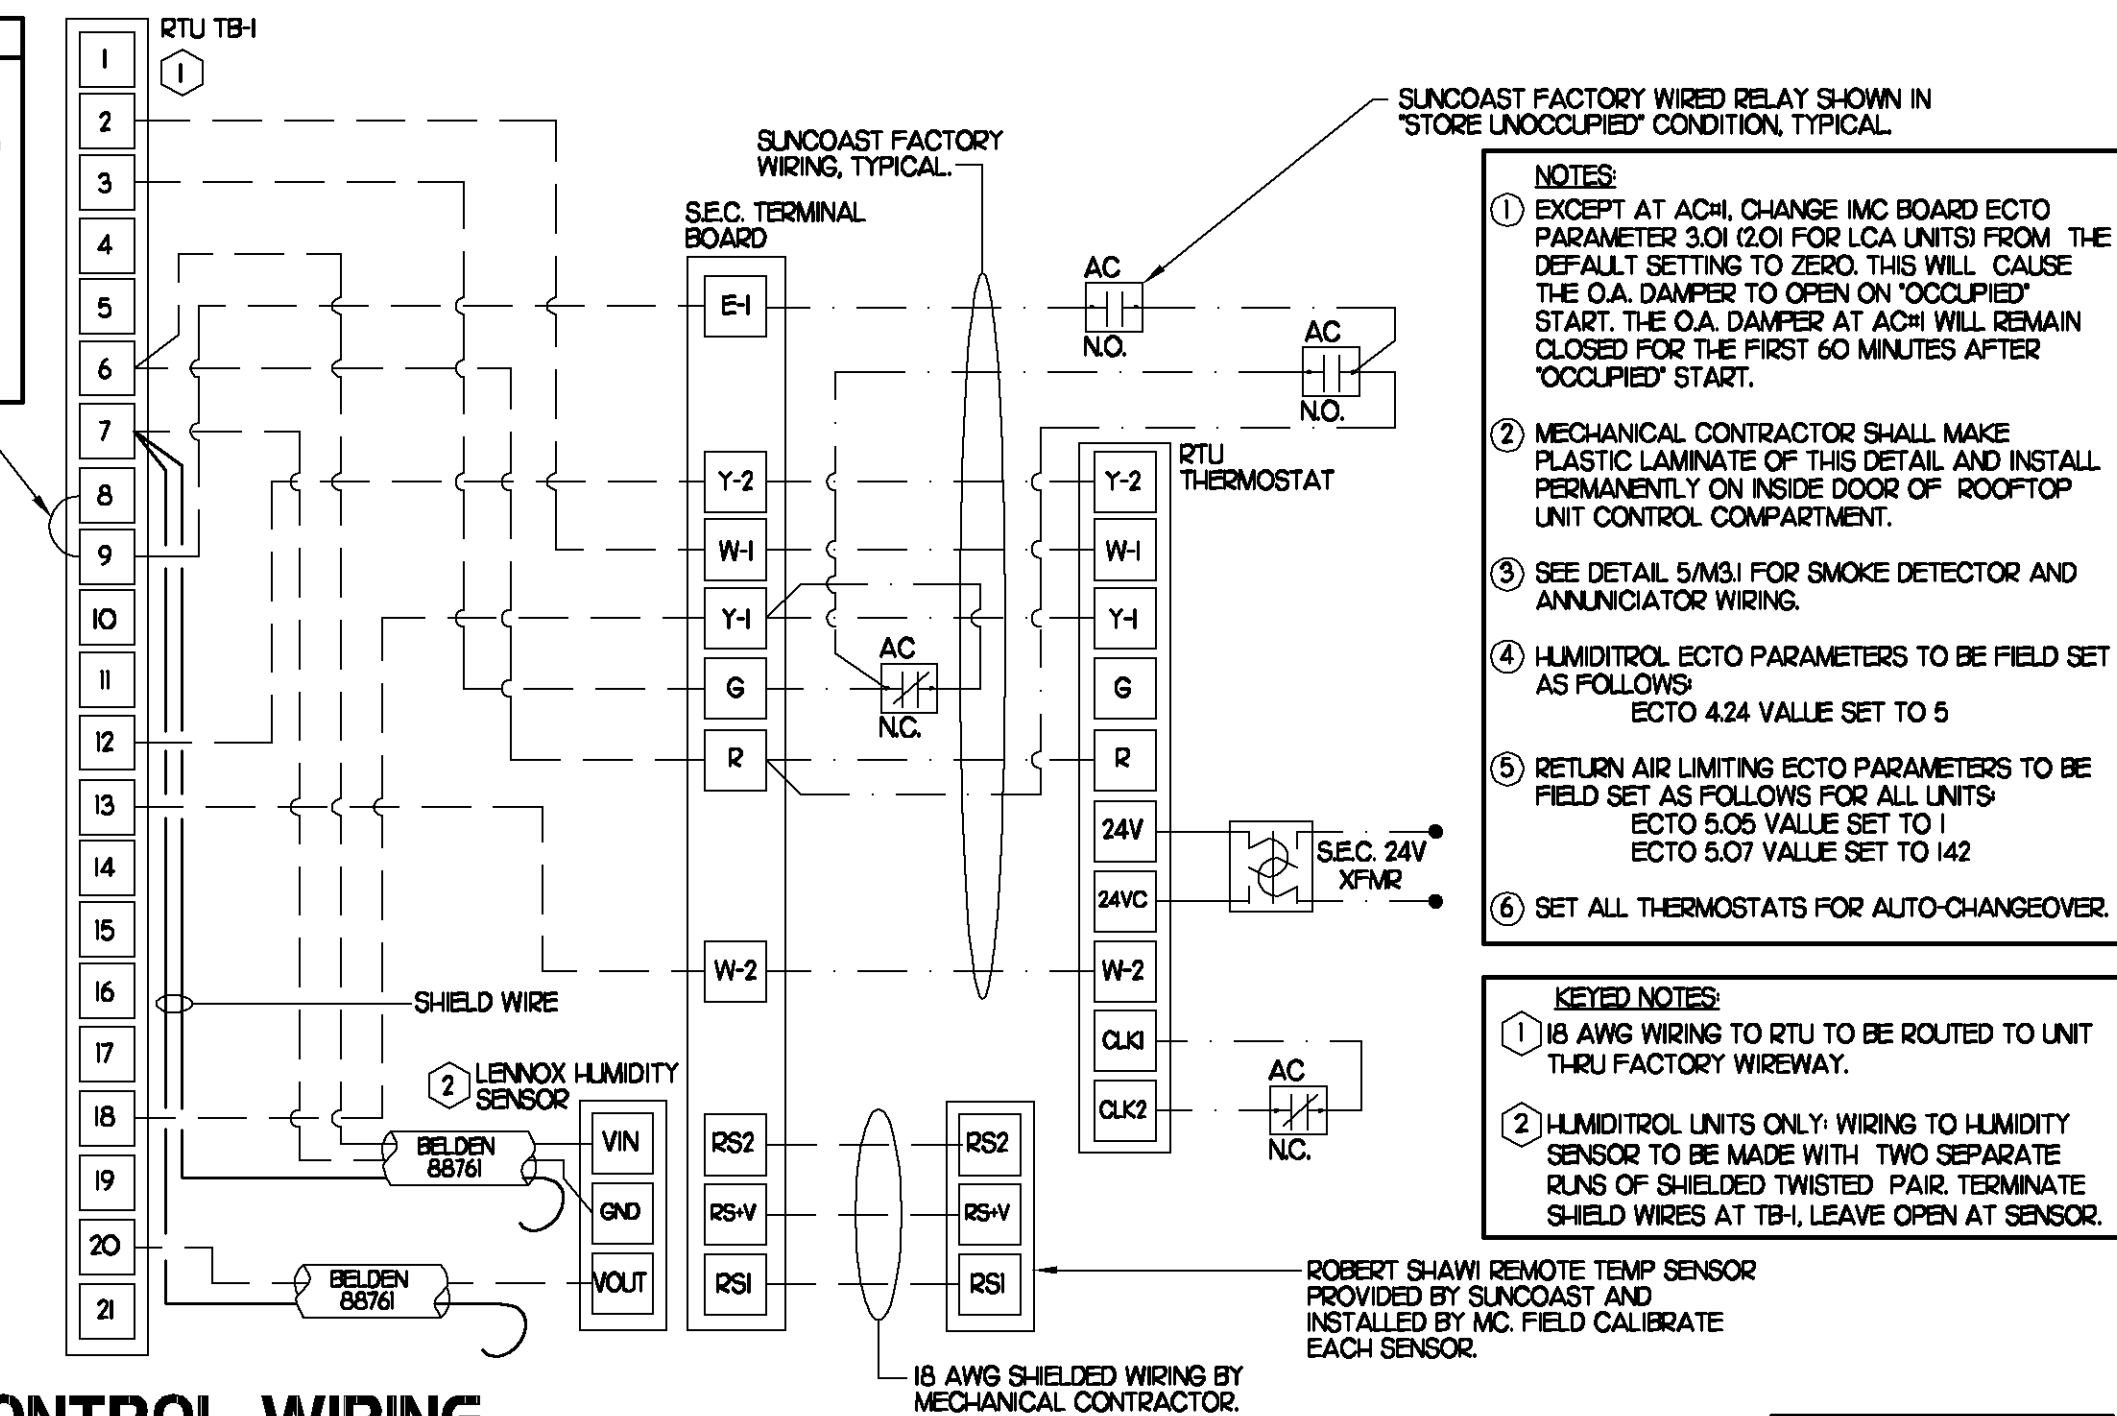 RTU TB-1
1
1
2
3
4
5
6
7
8
9
10
11
12
13
14
15
16
17
18
19
20
21
SUNCOAST FACTORY
WIRING, TYPICAL.
S.E.C. TERMINAL
BOARD
E-1
Y-2
W-1
Y-1
G
R
W-2
RS2
RS+V
RS1
SHIELD WIRE
2
LENNOX HUMIDITY
SENSOR
VIN
GND
VOUT
BELDEN
88761
BELDEN
88761
AC
N.O.
AC
N.O.
AC
N.C.
RTU
THERMOSTAT
Y-2
W-1
Y-1
G
R
24V
24VC
W-2
CLK1
CLK2
S.E.C. 24V
XFMR
AC
N.C.
RS2
RS+V
RS1
18 AWG SHIELDED WIRING BY
MECHANICAL CONTRACTOR.
ROBERT SHAW1 REMOTE TEMP SENSOR
PROVIDED BY SUNCOAST AND
INSTALLED BY MC. FIELD CALIBRATE
EACH SENSOR.
SUNCOAST FACTORY WIRED RELAY SHOWN IN
"STORE UNOCCUPIED" CONDITION, TYPICAL.
NOTES:
1 EXCEPT AT AC#1, CHANGE IMC BOARD ECTO
PARAMETER 3.01 (2.01 FOR LCA UNITS) FROM THE
DEFAULT SETTING TO ZERO. THIS WILL CAUSE
THE O.A. DAMPER TO OPEN ON "OCCUPIED"
START. THE O.A. DAMPER AT AC#1 WILL REMAIN
CLOSED FOR THE FIRST 60 MINUTES AFTER
"OCCUPIED" START.
2 MECHANICAL CONTRACTOR SHALL MAKE
PLASTIC LAMINATE OF THIS DETAIL AND INSTALL
PERMANENTLY ON INSIDE DOOR OF ROOFTOP
UNIT CONTROL COMPARTMENT.
3 SEE DETAIL 5/M3.1 FOR SMOKE DETECTOR AND
ANNUNICIATOR WIRING.
4 HUMIDITROL ECTO PARAMETERS TO BE FIELD SET
AS FOLLOWS:
ECTO 4.24 VALUE SET TO 5
5 RETURN AIR LIMITING ECTO PARAMETERS TO BE
FIELD SET AS FOLLOWS FOR ALL UNITS:
ECTO 5.05 VALUE SET TO 1
ECTO 5.07 VALUE SET TO 142
6 SET ALL THERMOSTATS FOR AUTO-CHANGEOVER.
KEYED NOTES:
1 18 AWG WIRING TO RTU TO BE ROUTED TO UNIT
THRU FACTORY WIREWAY.
2 HUMIDITROL UNITS ONLY: WIRING TO HUMIDITY
SENSOR TO BE MADE WITH TWO SEPARATE
RUNS OF SHIELDED TWISTED PAIR. TERMINATE
SHIELD WIRES AT TB-1, LEAVE OPEN AT SENSOR.
WIRING